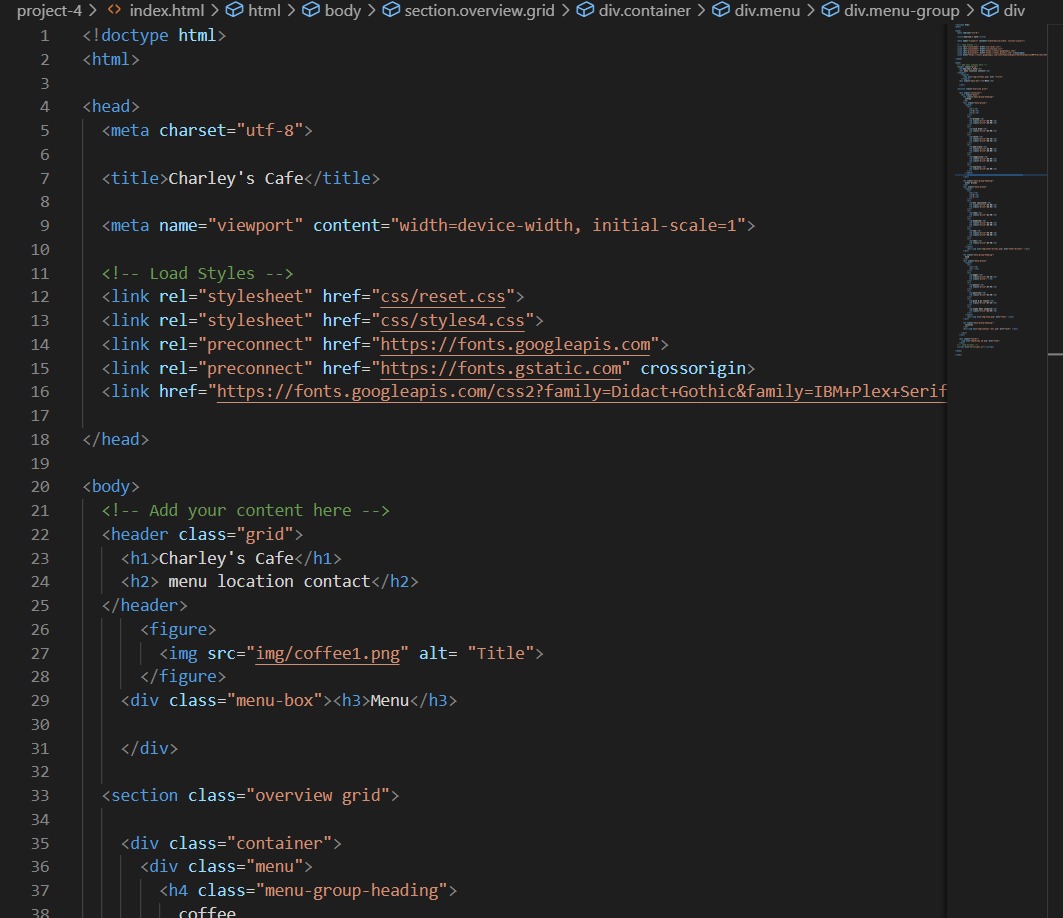 project-4 > <> index.html > html > body > section.overview.grid > div.container > div.menu > div.menu-group > div
1 <!doctype html>
2 <html>
3
4 <head>
5 <meta charset="utf-8">
6
7 <title>Charley's Cafe</title>
8
9 <meta name="viewport" content="width=device-width, initial-scale=1">
10
11 <!-- Load Styles -->
12 <link rel="stylesheet" href="css/reset.css">
13 <link rel="stylesheet" href="css/styles4.css">
14 <link rel="preconnect" href="https://fonts.googleapis.com">
15 <link rel="preconnect" href="https://fonts.gstatic.com" crossorigin>
16 <link href="https://fonts.googleapis.com/css2?family=Didact+Gothic&family=IBM+Plex+Serif
17
18 </head>
19
20 <body>
21 <!-- Add your content here -->
22 <header class="grid">
23 <h1>Charley's Cafe</h1>
24 <h2> menu location contact</h2>
25 </header>
26 <figure>
27 <img src="img/coffee1.png" alt= "Title">
28 </figure>
29 <div class="menu-box"><h3>Menu</h3>
30
31 </div>
32
33 <section class="overview grid">
34
35 <div class="container">
36 <div class="menu">
37 <h4 class="menu-group-heading">
38 coffee